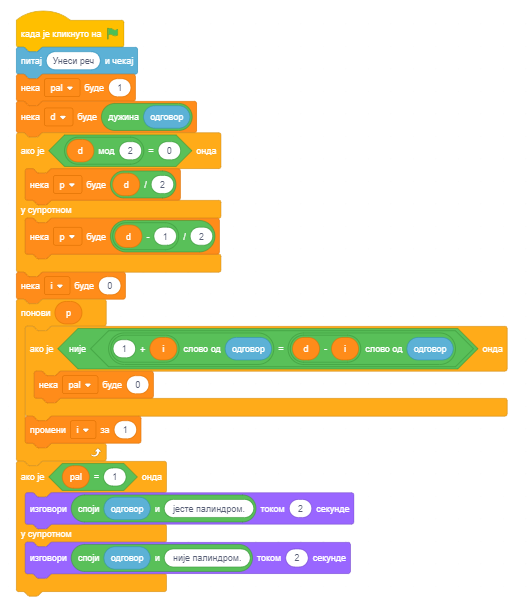 када је кликнуто на
питај Унеси реч и чекај
нека pal буде 1
нека d буде дужина одговор
ако је d мод 2 = 0 онда
нека p буде d / 2
у супротном
нека p буде d - 1 / 2
нека i буде 0
понови p
ако је није 1 + i слово од одговор = d - i слово од одговор онда
нека pal буде 0
промени i за 1
ако је pal = 1 онда
изговори споји одговор и јесте палиндром. током 2 секунде
у супротном
изговори споји одговор и није палиндром. током 2 секунде